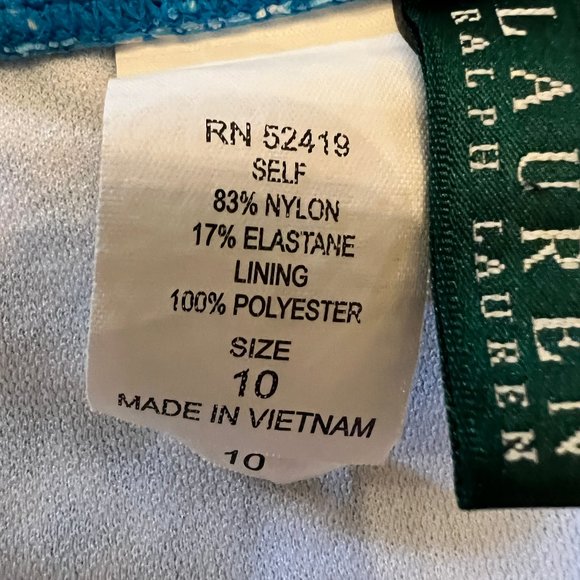 RN 52419
SELF
83% NYLON
17% ELASTANE
LINING
100% POLYESTER
SIZE
10
MADE IN VIETNAM
10
LAUREN
RALPH LAUREN